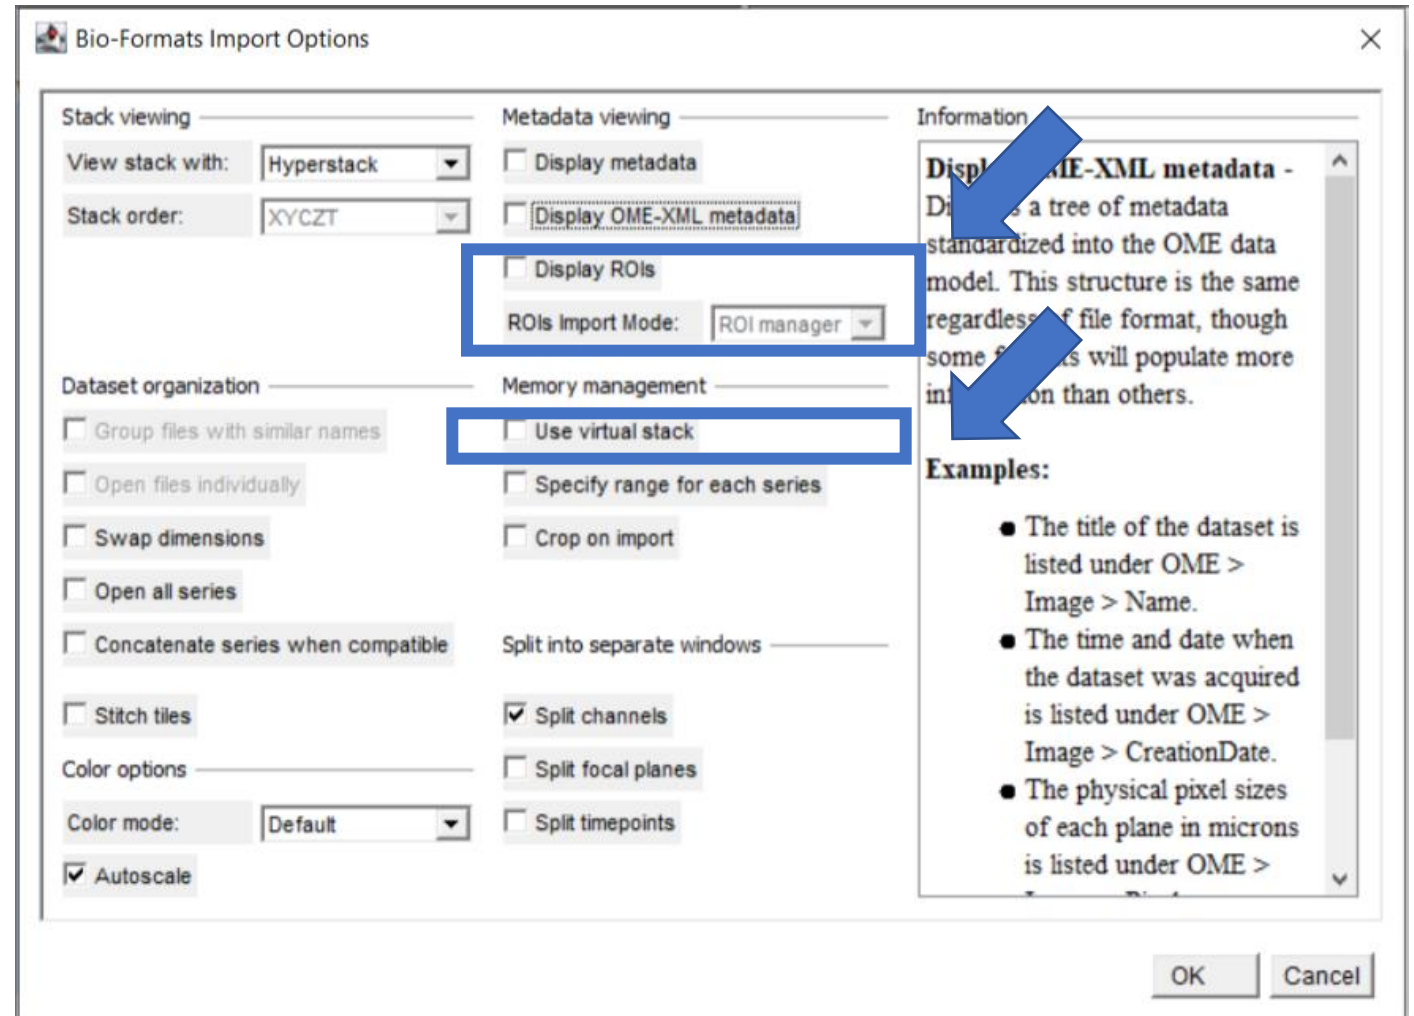 Bio-Formats Import Options
Stack viewing
View stack with:
Hyperstack
Stack order:
XYCZT
Metadata viewing
Display metadata
Display OME-XML metadata
Display ROIs
ROIs Import Mode:
ROI manager
Dataset organization
Group files with similar names
Open files individually
Swap dimensions
Open all series
Concatenate series when compatible
Stitch tiles
Memory management
Use virtual stack
Specify range for each series
Crop on import
Color options
Color mode:
Default
Autoscale
Split into separate windows
Split channels
Split focal planes
Split timepoints
Information
XML metadata -
a tree of metadata
standardized into the OME data
model. This structure is the same
regardless of file format, though
some will populate more
than others.
Examples:
The title of the dataset is
listed under OME >
Image > Name.
The time and date when
the dataset was acquired
is listed under OME >
Image > CreationDate.
The physical pixel sizes
of each plane in microns
is listed under OME >
OK
Cancel